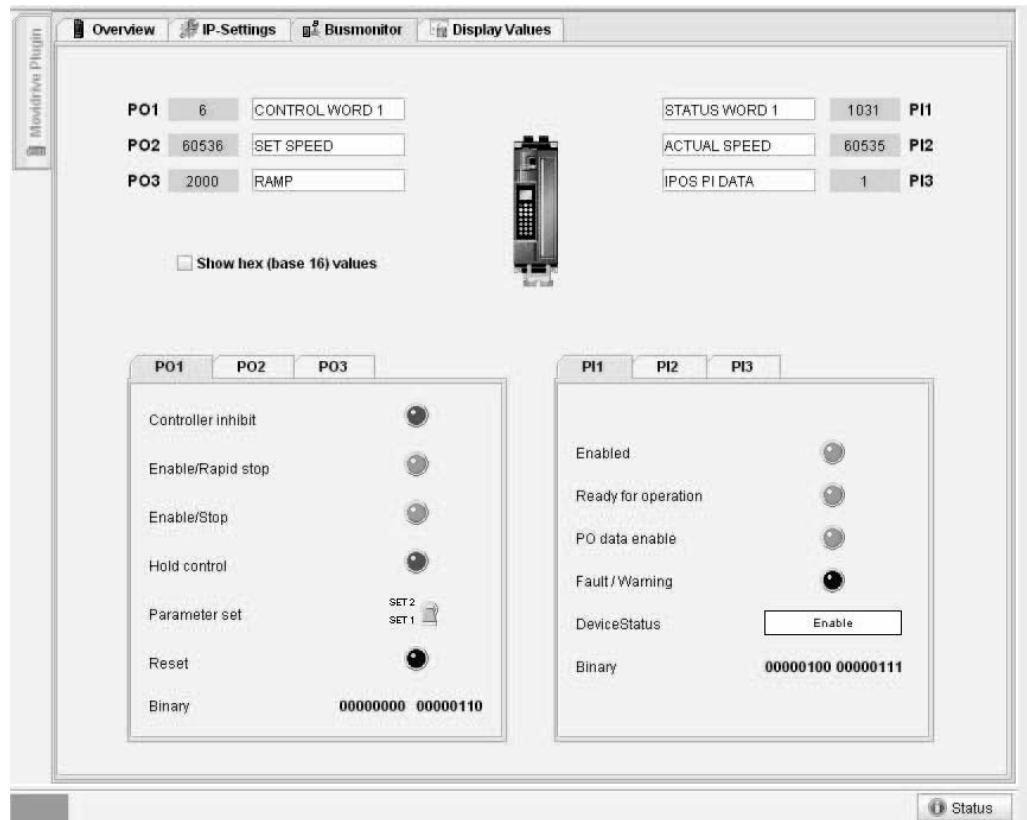 Movidrive Plugin
Overview IP-Settings Busmonitor Display Values
PO1 6 CONTROL WORD 1 STATUS WORD 1 1031 PI1
PO2 60536 SET SPEED ACTUAL SPEED 60535 PI2
PO3 2000 RAMP IPOS PI DATA 1 PI3
Show hex (base 16) values
PO1 PO2 PO3
Controller inhibit
Enable/Rapid stop
Enable/Stop
Hold control
Parameter set SET 2
SET 1
Reset
Binary 00000000 00000110
PI1 PI2 PI3
Enabled
Ready for operation
PO data enable
Fault / Warning
DeviceStatus Enable
Binary 00000100 00000111
Status